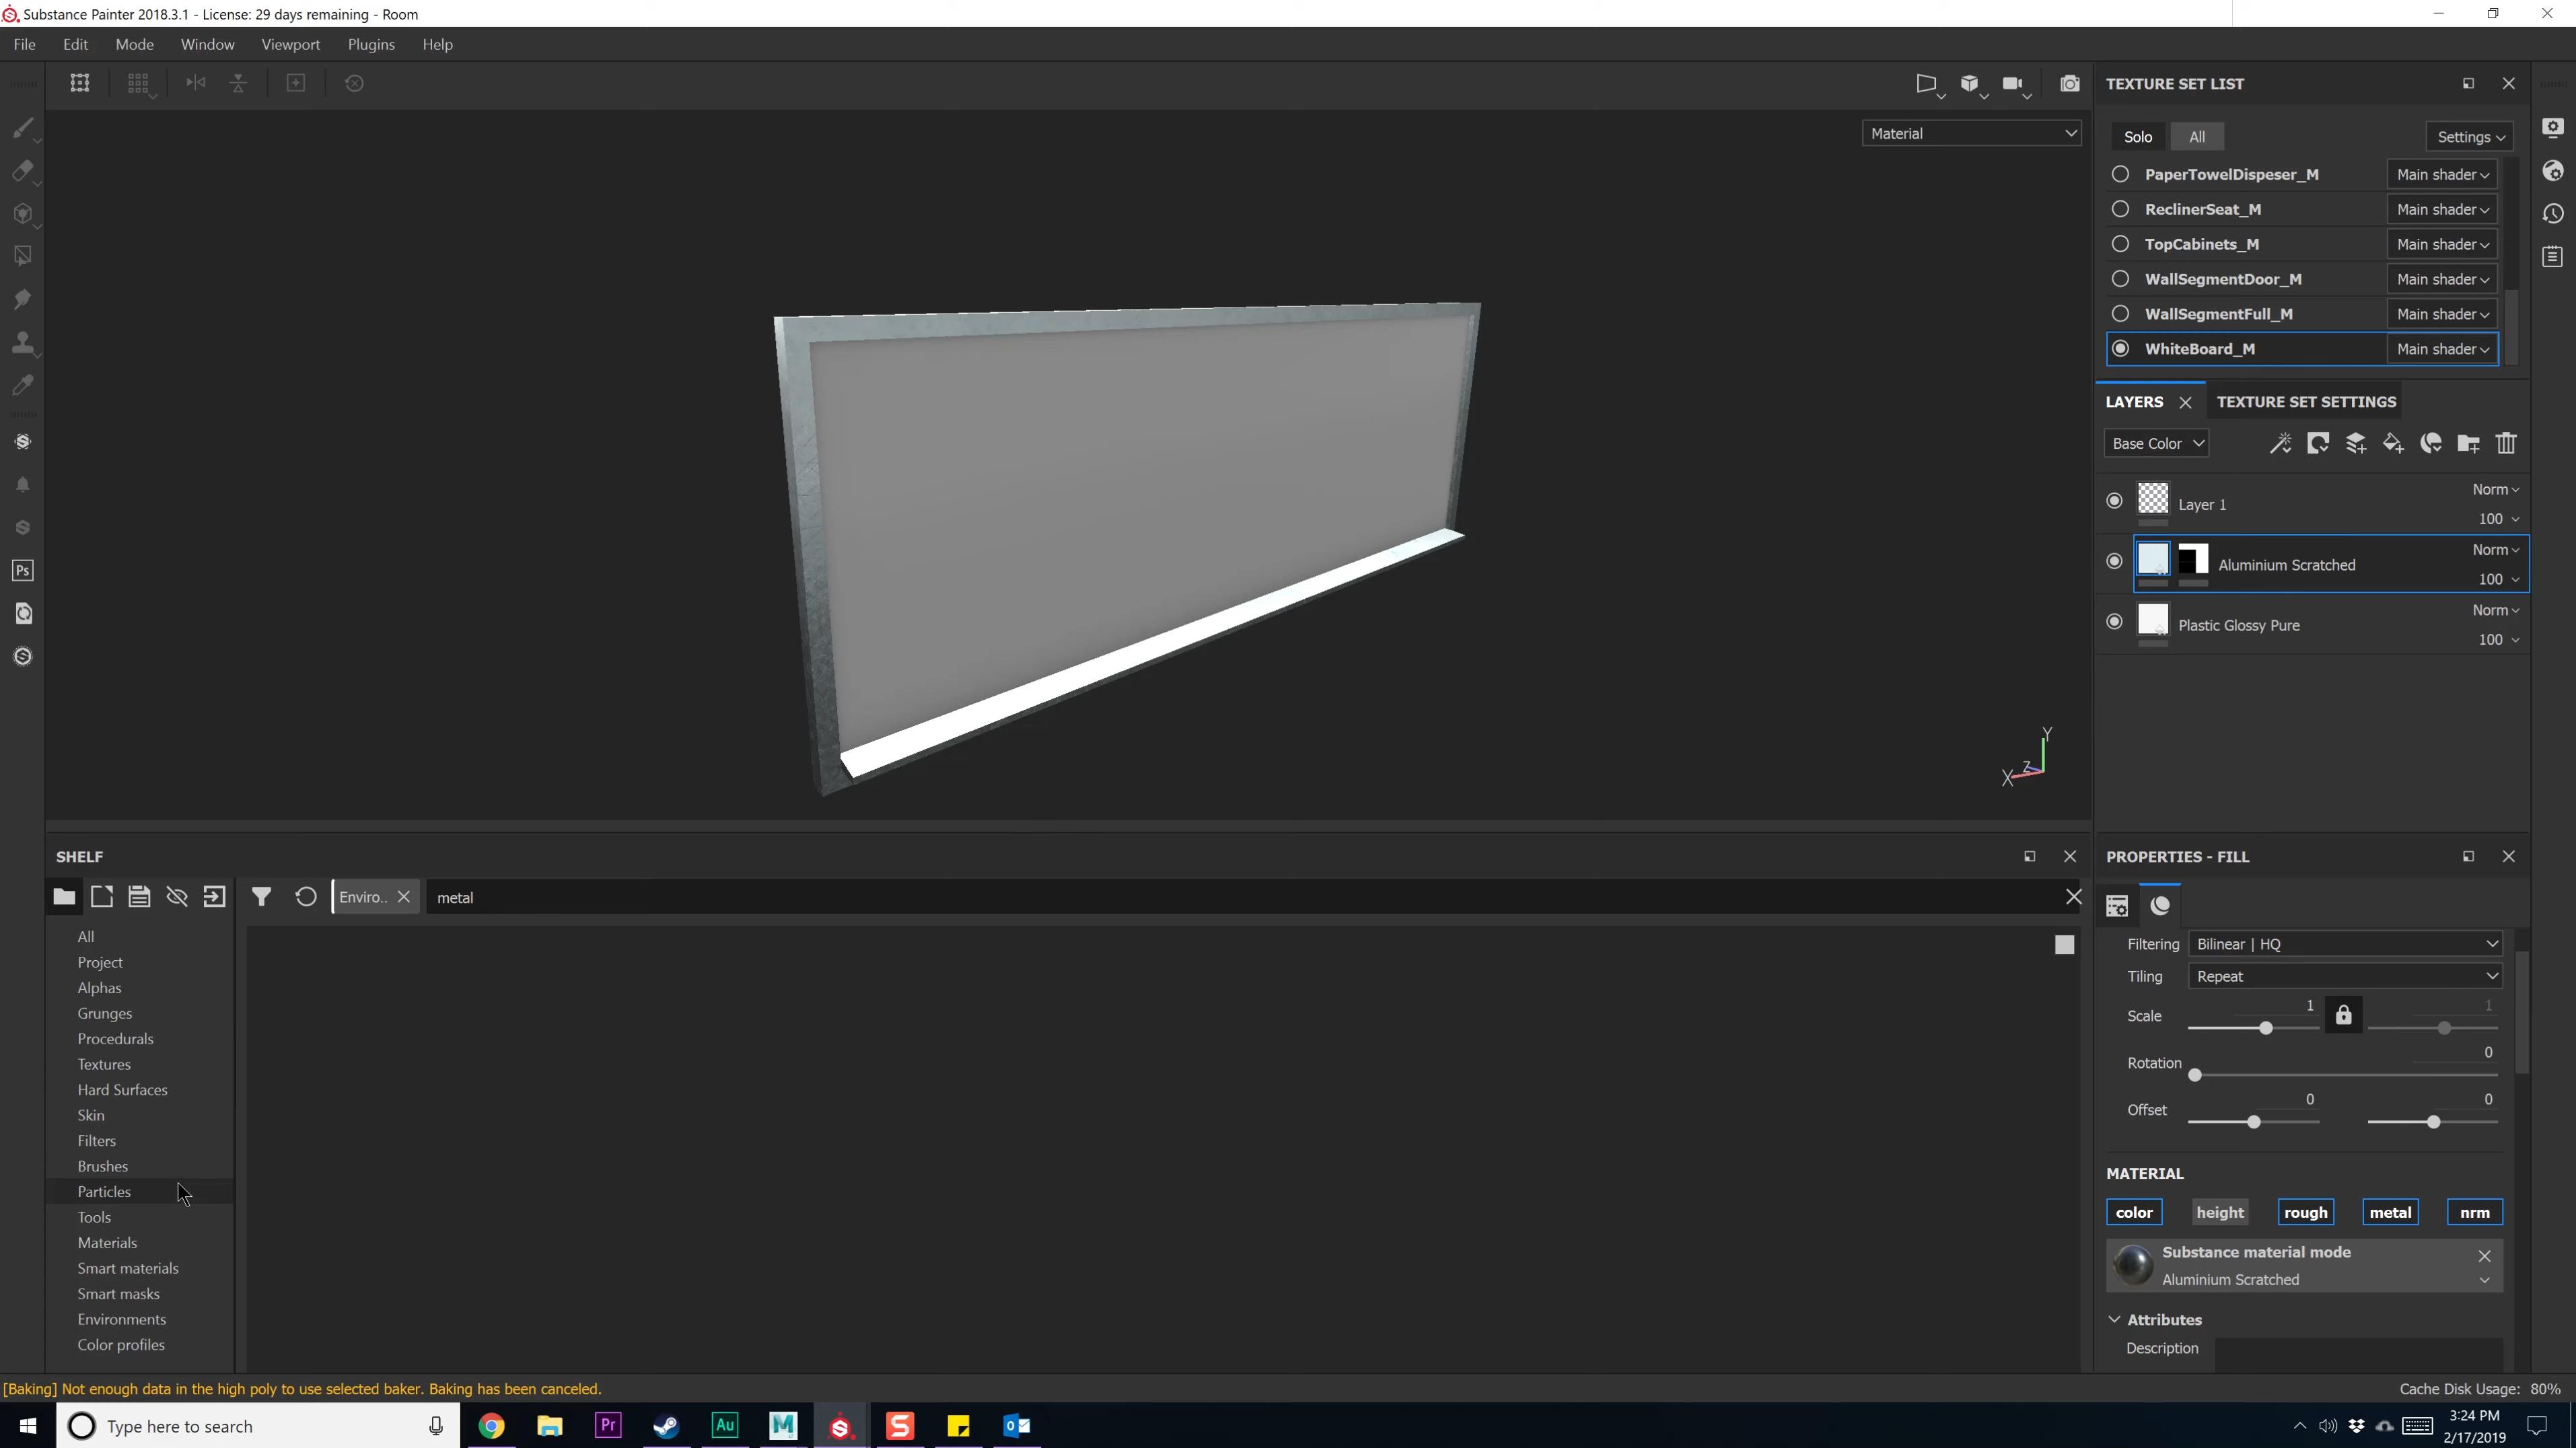 Substance Painter 2018.3.1 - License: 29 days remaining - Room
File Edit Mode Window Viewport Plugins Help
Material
TEXTURE SET LIST
Solo All Settings
PaperTowelDispeser_M Main shader
ReclinerSeat_M Main shader
TopCabinets_M Main shader
WallSegmentDoor_M Main shader
WallSegmentFull_M Main shader
WhiteBoard_M Main shader
LAYERS TEXTURE SET SETTINGS
Base Color
Layer 1 Norm
100
Aluminium Scratched Norm
100
Plastic Glossy Pure Norm
100
Ps
Y
Z
X
SHELF
Enviro.. metal
All
Project
Alphas
Grunges
Procedurals
Textures
Hard Surfaces
Skin
Filters
Brushes
Particles
Tools
Materials
Smart materials
Smart masks
Environments
Color profiles
PROPERTIES - FILL
Filtering Bilinear | HQ
Tiling Repeat
Scale 1 1
Rotation 0
Offset 0 0
MATERIAL
color height rough metal nrm
Substance material mode
Aluminium Scratched
Attributes
Description
[Baking] Not enough data in the high poly to use selected baker. Baking has been canceled.
Cache Disk Usage: 80%
Type here to search
Pr
Au
M
S
3:24 PM
2/17/2019